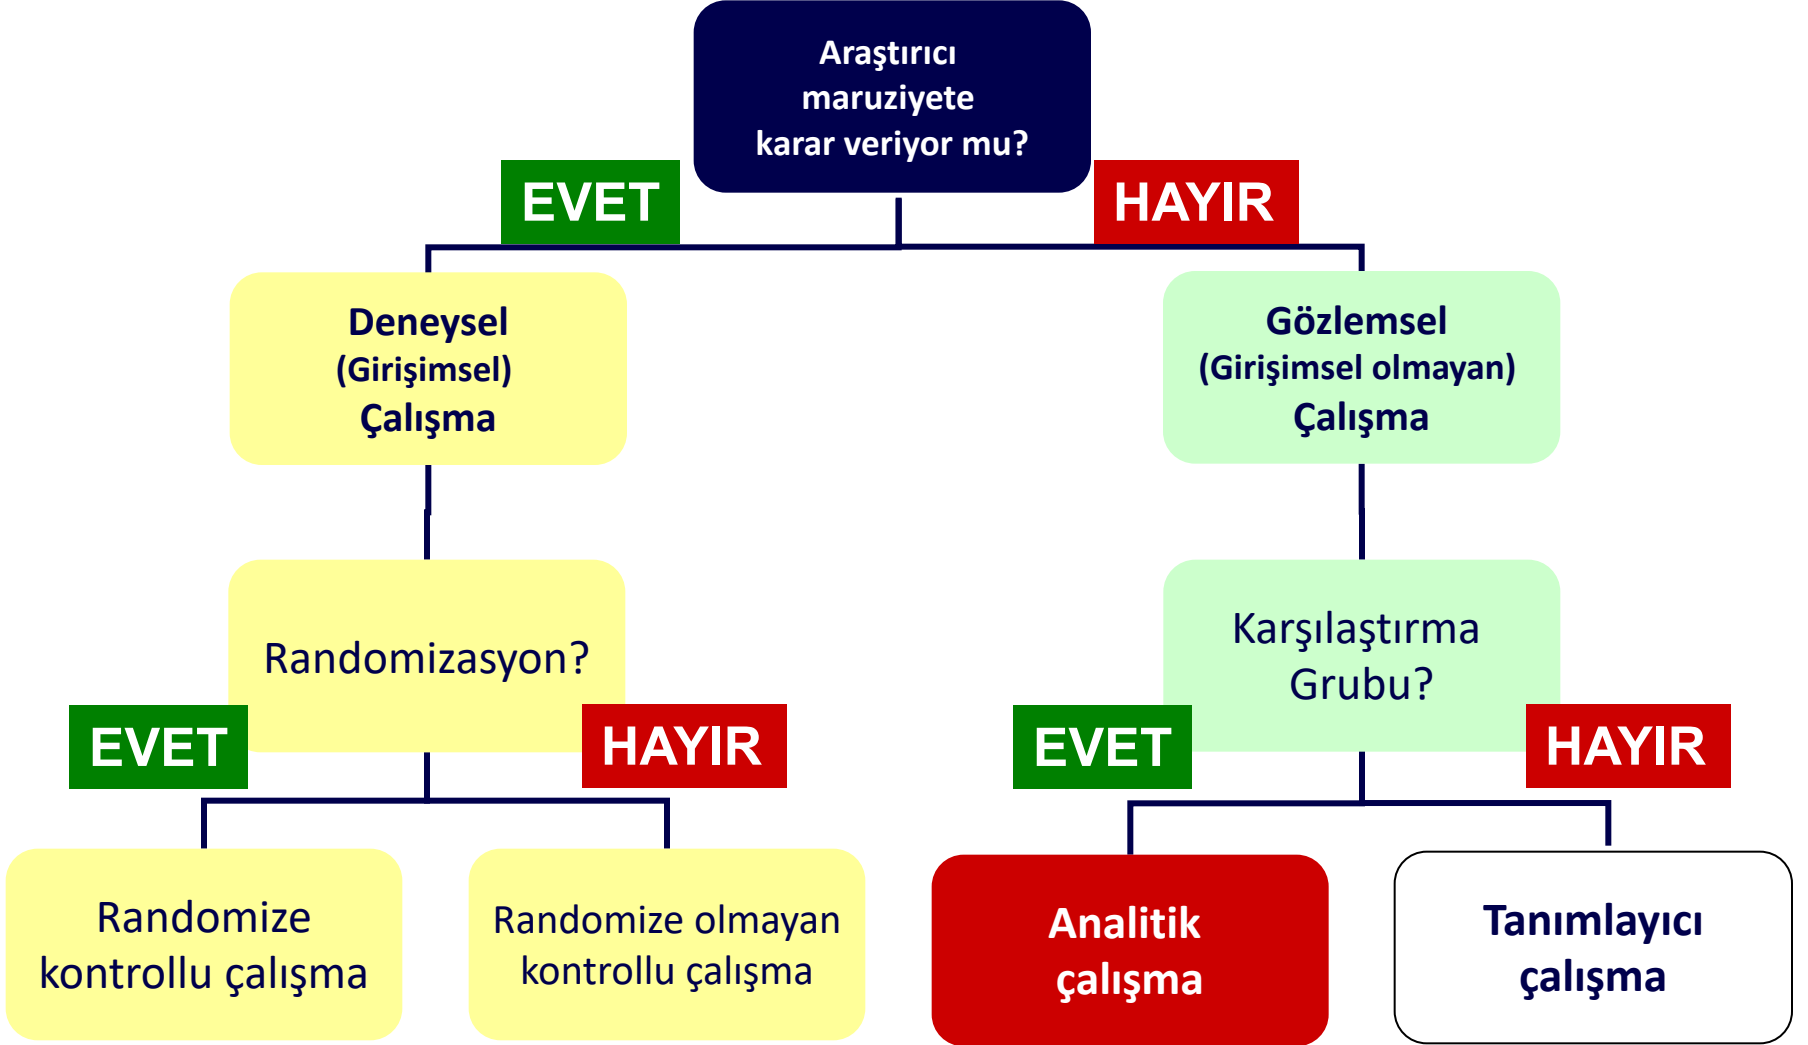 Araştırıcı
maruziyete
karar veriyor mu?
EVET
HAYIR
Deneysel
(Girişimsel)
Çalışma
Gözlemsel
(Girişimsel olmayan)
Çalışma
Randomizasyon?
Karşılaştırma
Grubu?
EVET
HAYIR
EVET
HAYIR
Randomize
kontrollu çalışma
Randomize olmayan
kontrollu çalışma
Analitik
çalışma
Tanımlayıcı
çalışma